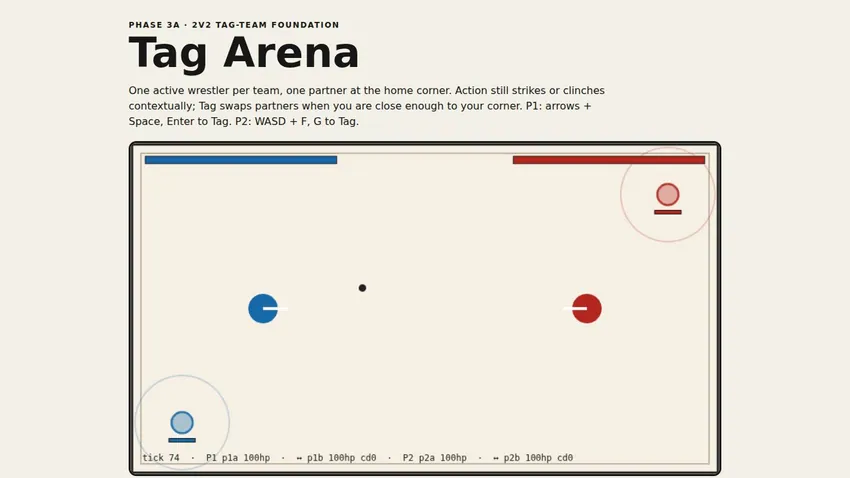 PHASE 3A · 2V2 TAG-TEAM FOUNDATION
Tag Arena
One active wrestler per team, one partner at the home corner. Action still strikes or clinches
contextually; Tag swaps partners when you are close enough to your corner. P1: arrows +
Space, Enter to Tag. P2: WASD + F, G to Tag.
tick 74 · P1 p1a 100hp · ↔ p1b 100hp cd0 · P2 p2a 100hp · ↔ p2b 100hp cd0